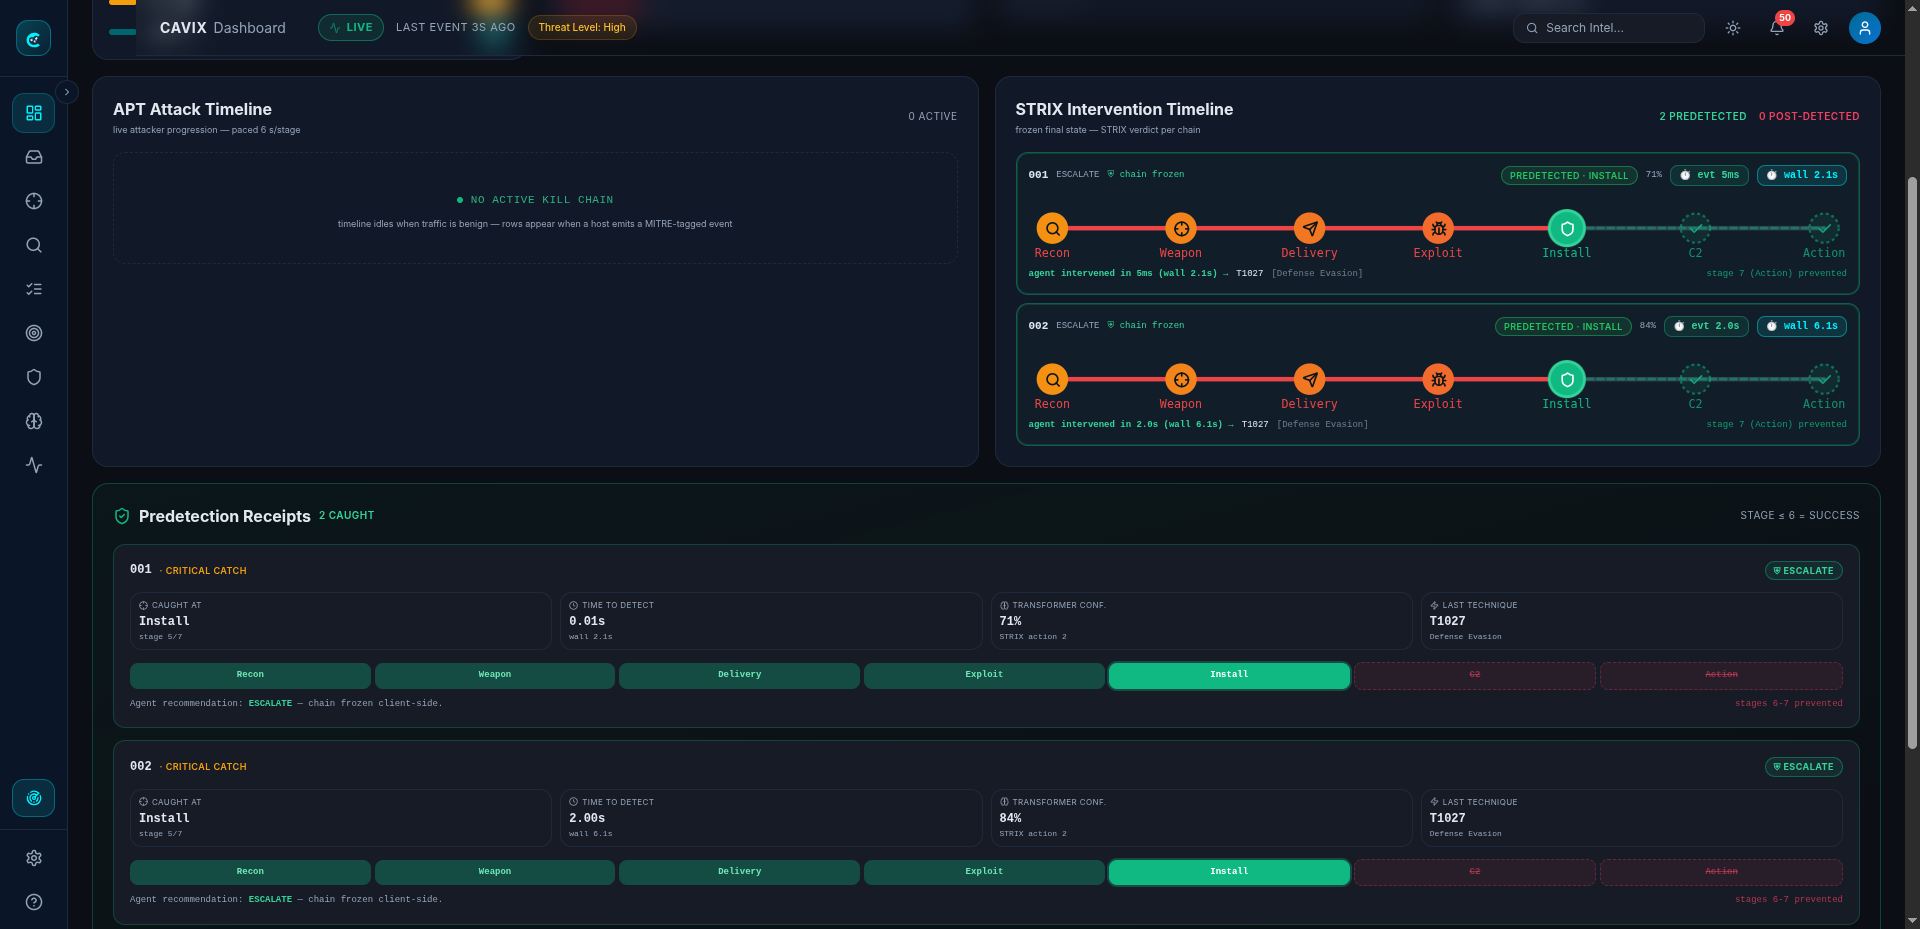 CAVIX Dashboard
LIVE
LAST EVENT 3S AGO
Threat Level: High
Search Intel...
50
APT Attack Timeline
live attacker progression — paced 6 s/stage
0 ACTIVE
NO ACTIVE KILL CHAIN
timeline idles when traffic is benign — rows appear when a host emits a MITRE-tagged event
STRIX Intervention Timeline
frozen final state — STRIX verdict per chain
2 PREDETECTED 0 POST-DETECTED
001 ESCALATE chain frozen
PREDETECTED · INSTALL 71% evt 5ms wall 2.1s
Recon Weapon Delivery Exploit Install C2 Action
agent intervened in 5ms (wall 2.1s) → T1027 [Defense Evasion]
stage 7 (Action) prevented
002 ESCALATE chain frozen
PREDETECTED · INSTALL 84% evt 2.0s wall 6.1s
Recon Weapon Delivery Exploit Install C2 Action
agent intervened in 2.0s (wall 6.1s) → T1027 [Defense Evasion]
stage 7 (Action) prevented
Predetection Receipts 2 CAUGHT
STAGE ≤ 6 = SUCCESS
001 · CRITICAL CATCH
ESCALATE
CAUGHT AT
Install
stage 5/7
TIME TO DETECT
0.01s
wall 2.1s
TRANSFORMER CONF.
71%
STRIX action 2
LAST TECHNIQUE
T1027
Defense Evasion
Recon Weapon Delivery Exploit Install C2 Action
Agent recommendation: ESCALATE — chain frozen client-side.
stages 6-7 prevented
002 · CRITICAL CATCH
ESCALATE
CAUGHT AT
Install
stage 5/7
TIME TO DETECT
2.00s
wall 6.1s
TRANSFORMER CONF.
84%
STRIX action 2
LAST TECHNIQUE
T1027
Defense Evasion
Recon Weapon Delivery Exploit Install C2 Action
Agent recommendation: ESCALATE — chain frozen client-side.
stages 6-7 prevented